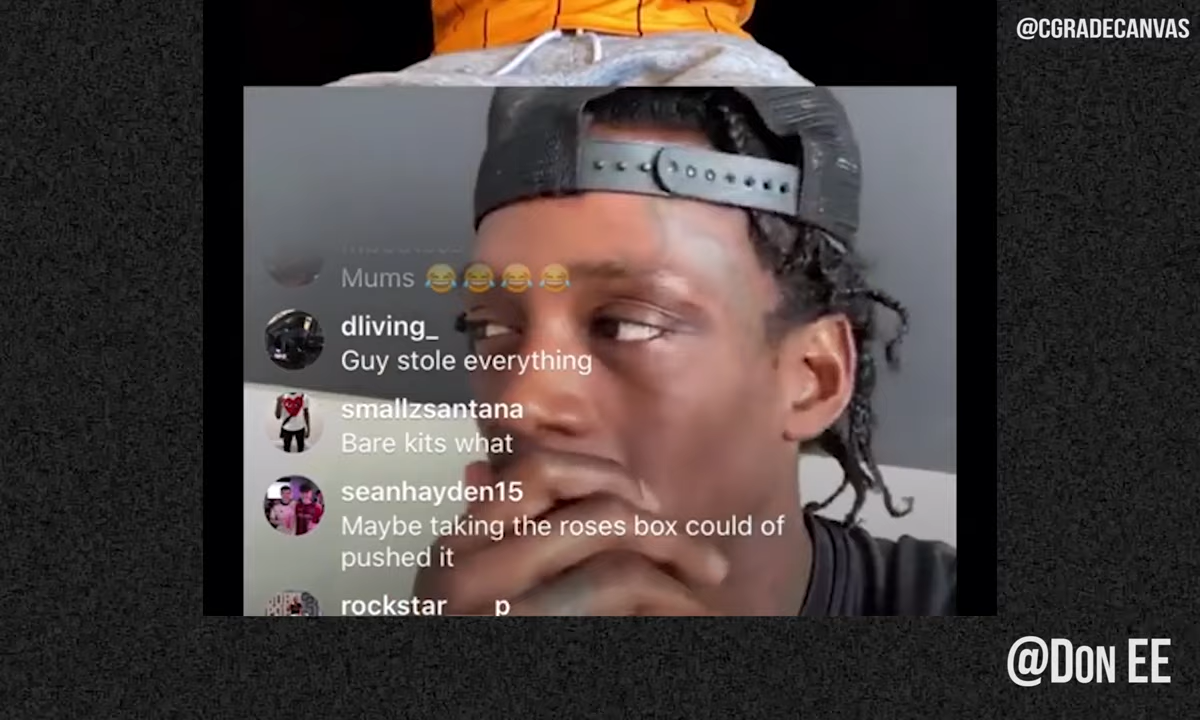 @CGRADECANVAS
Mums 😂😂😂😂
dliving_
Guy stole everything
smallzsantana
Bare kits what
seanhayden15
Maybe taking the roses box could of
pushed it
rockstar___p
@DON EE